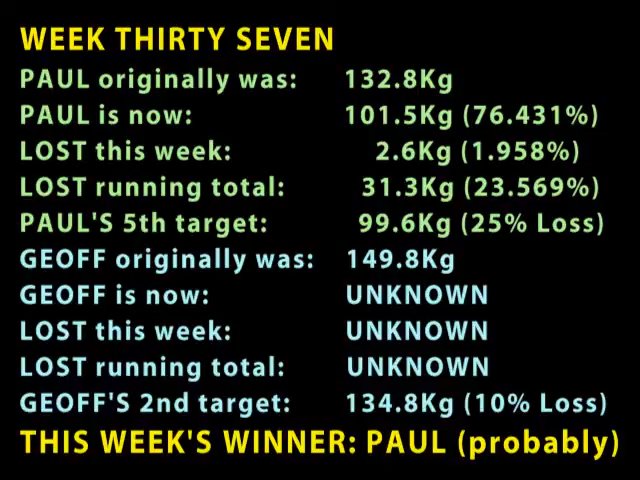 WEEK THIRTY SEVEN
PAUL originally was: 132.8Kg
PAUL is now: 101.5Kg (76.431%)
LOST this week: 2.6Kg (1.958%)
LOST running total: 31.3Kg (23.569%)
PAUL'S 5th target: 99.6Kg (25% Loss)
GEOFF originally was: 149.8Kg
GEOFF is now: UNKNOWN
LOST this week: UNKNOWN
LOST running total: UNKNOWN
GEOFF'S 2nd target: 134.8Kg (10% Loss)
THIS WEEK'S WINNER: PAUL (probably)